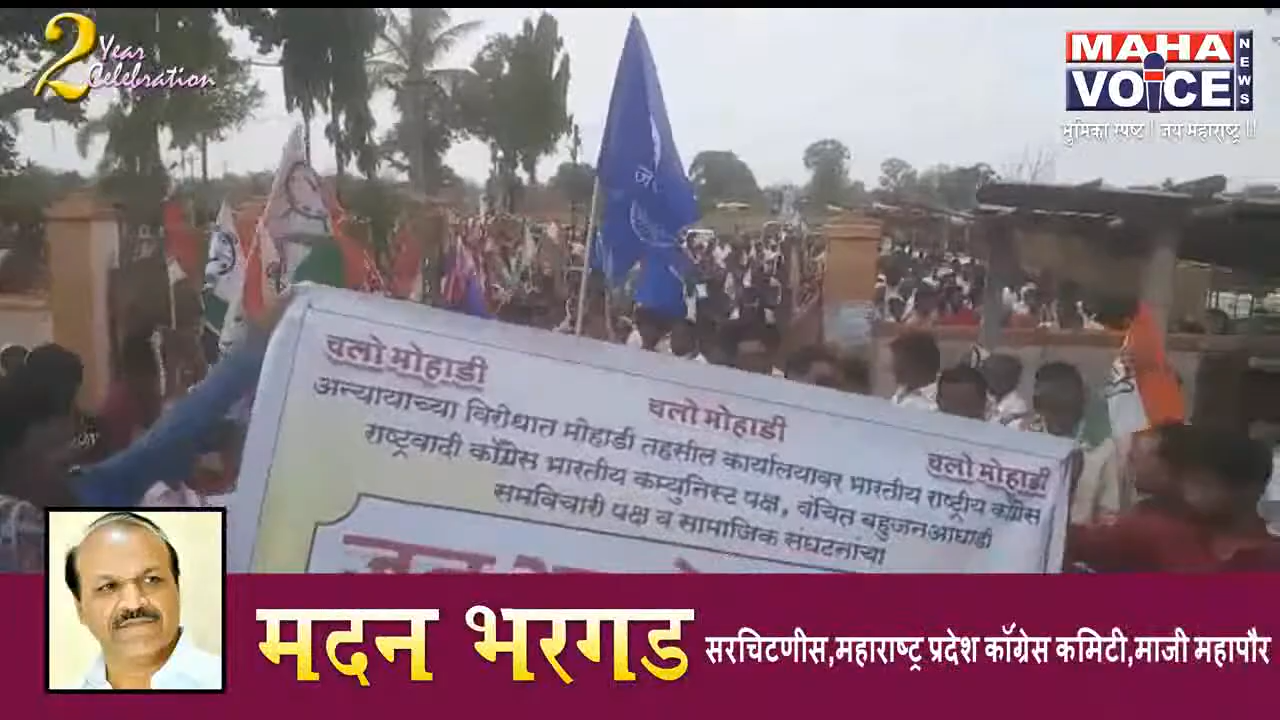 2 Year
Celebration
MAHA
VOICE
NEWS
भुमिका स्पष्ट ! जय महाराष्ट्र !!
चलो मोहाडी
चलो मोहाडी
चलो मोहाडी
अन्यायाच्या विरोधात मोहाडी तहसील कार्यालयावर भारतीय राष्ट्रीय काँग्रेस
राष्ट्रवादी काँग्रेस भारतीय कम्युनिस्ट पक्ष, वंचित बहुजन आघाडी
समविचारी पक्ष व सामाजिक संघटनांचा
मदन भरगड
सरचिटणीस,महाराष्ट्र प्रदेश काँग्रेस कमिटी,माजी महापौर